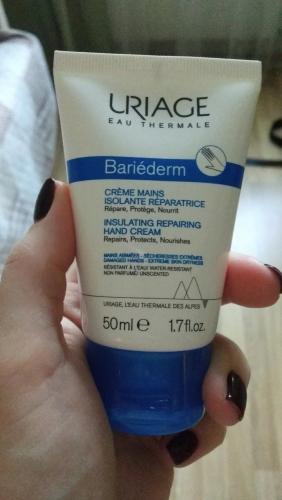 URIAGE
EAU THERMALE
Bariéderm
CRÈME MAINS
ISOLANTE RÉPARATRICE
Répare, Protège, Nourrit
INSULATING REPAIRING
HAND CREAM
Repairs, Protects, Nourishes
MAINS ABÎMÉES - SÉCHERESSES EXTRÊMES
DAMAGED HANDS - EXTREME SKIN DRYNESS
RÉSISTANT À L'EAU WATER-RESISTANT
NON PARFUMÉ/ UNSCENTED
URIAGE, L'EAU THERMALE DES ALPES
50ml e 1.7fl.oz.